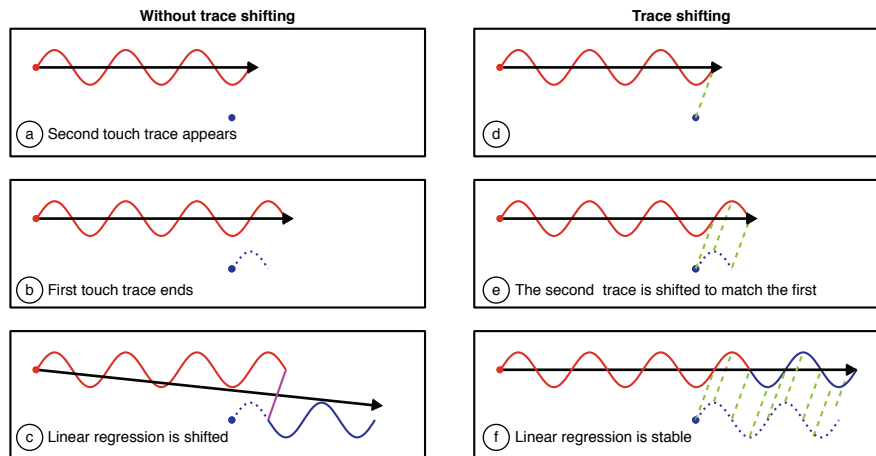 Without trace shifting
Trace shifting
a Second touch trace appears
d
b First touch trace ends
e The second trace is shifted to match the first
c Linear regression is shifted
f Linear regression is stable